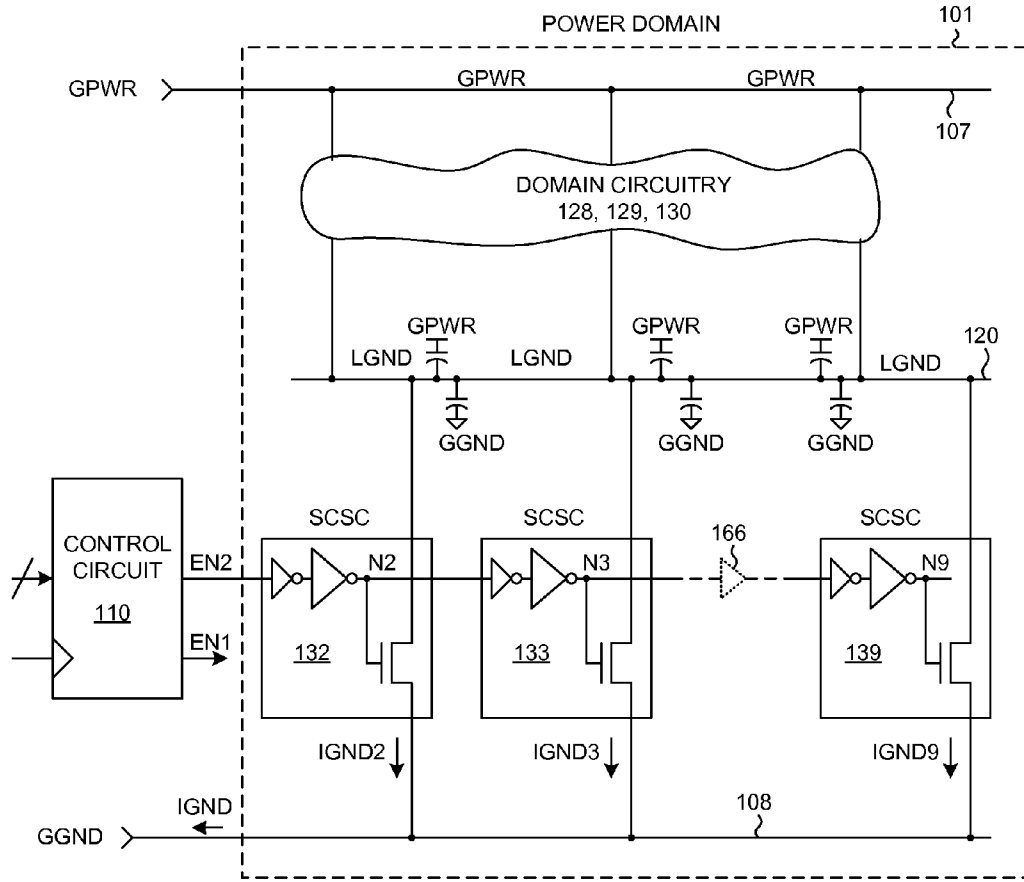 POWER DOMAIN
101
GPWR
GPWR
GPWR
107
DOMAIN CIRCUITRY
128, 129, 130
GPWR
GPWR
GPWR
120
LGND
LGND
LGND
GGND
GGND
GGND
SCSC
SCSC
166
SCSC
CONTROL
CIRCUIT
110
EN2
EN1
N2
N3
N9
132
133
139
IGND2
IGND3
IGND9
IGND
108
GGND